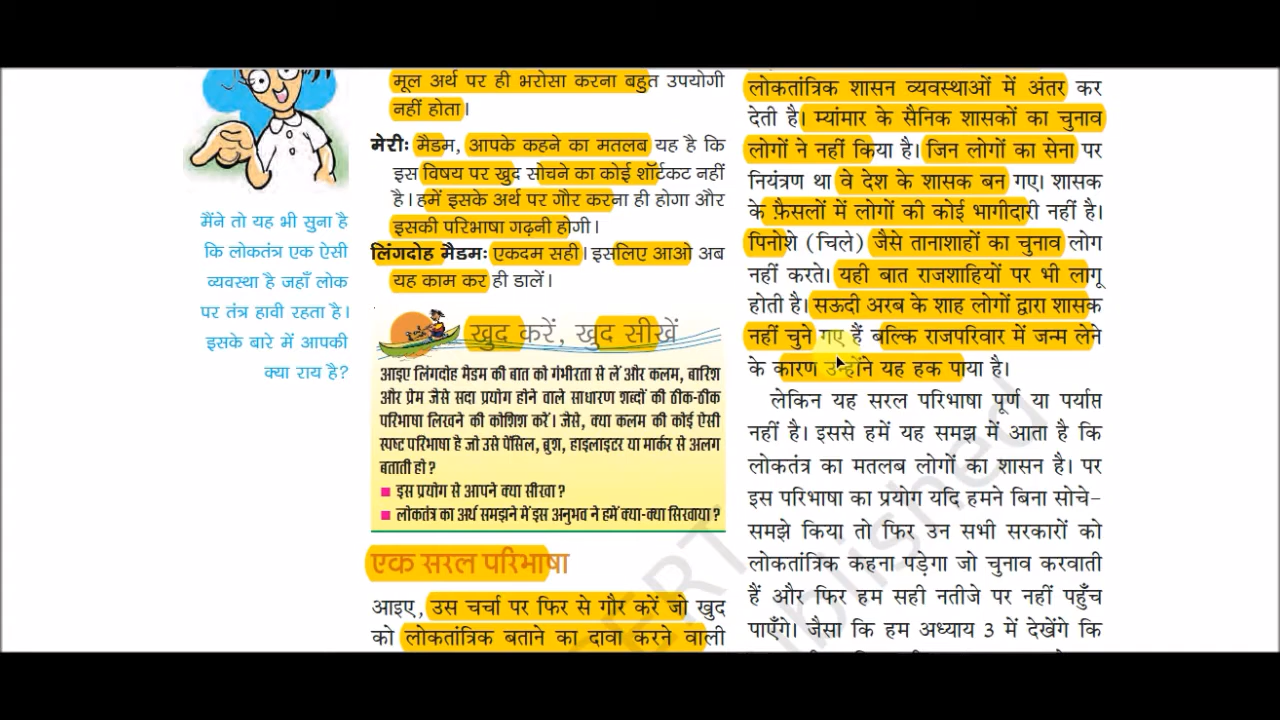 मैंने तो यह भी सुना है
कि लोकतंत्र एक ऐसी
व्यवस्था है जहाँ लोक
पर तंत्र हावी रहता है।
इसके बारे में आपकी
क्या राय है?
मूल अर्थ पर ही भरोसा करना बहुत उपयोगी
नहीं होता।
मेरीः मैडम, आपके कहने का मतलब यह है कि
इस विषय पर खुद सोचने का कोई शॉर्टकट नहीं
है। हमें इसके अर्थ पर गौर करना ही होगा और
इसकी परिभाषा गढ़नी होगी।
लिंगदोह मैडमः एकदम सही। इसलिए आओ अब
यह काम कर ही डालें।
खुद करें, खुद सीखें
आइए लिंगदोह मैडम की बात को गंभीरता से लें और कलम, बारिश
और प्रेम जैसे सदा प्रयोग होने वाले साधारण शब्दों की ठीक-ठीक
परिभाषा लिखने की कोशिश करें। जैसे, क्या कलम की कोई ऐसी
स्पष्ट परिभाषा है जो उसे पेंसिल, ब्रुश, हाइलाइटर या मार्कर से अलग
बताती हो?
■ इस प्रयोग से आपने क्या सीखा?
■ लोकतंत्र का अर्थ समझने में इस अनुभव ने हमें क्या-क्या सिखाया?
एक सरल परिभाषा
आइए, उस चर्चा पर फिर से गौर करें जो खुद
को लोकतांत्रिक बताने का दावा करने वाली
लोकतांत्रिक शासन व्यवस्थाओं में अंतर कर
देती है। म्यांमार के सैनिक शासकों का चुनाव
लोगों ने नहीं किया है। जिन लोगों का सेना पर
नियंत्रण था वे देश के शासक बन गए। शासक
के फ़ैसलों में लोगों की कोई भागीदारी नहीं है।
पिनोशे (चिले) जैसे तानाशाहों का चुनाव लोग
नहीं करते। यही बात राजशाहियों पर भी लागू
होती है। सऊदी अरब के शाह लोगों द्वारा शासक
नहीं चुने गए हैं बल्कि राजपरिवार में जन्म लेने
के कारण उन्होंने यह हक पाया है।
लेकिन यह सरल परिभाषा पूर्ण या पर्याप्त
नहीं है। इससे हमें यह समझ में आता है कि
लोकतंत्र का मतलब लोगों का शासन है। पर
इस परिभाषा का प्रयोग यदि हमने बिना सोचे-
समझे किया तो फिर उन सभी सरकारों को
लोकतांत्रिक कहना पड़ेगा जो चुनाव करवाती
हैं और फिर हम सही नतीजे पर नहीं पहुँच
पाएँगे। जैसा कि हम अध्याय 3 में देखेंगे कि